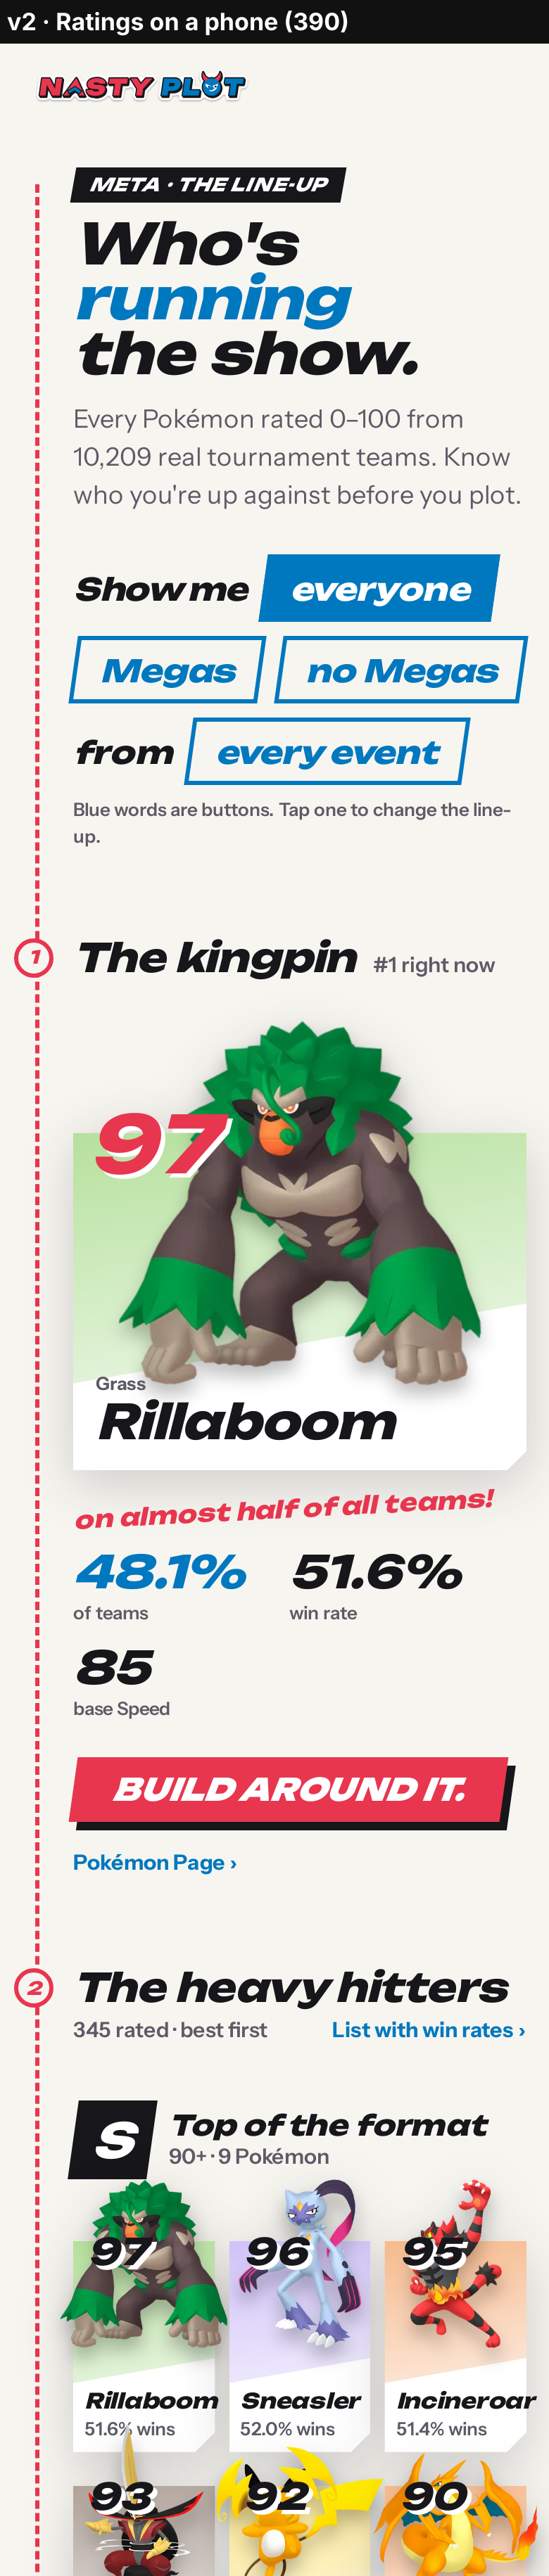 v2 · Ratings on a phone (390)
NASTY PLOT
META · THE LINE-UP
Who's
running
the show.
Every Pokémon rated 0–100 from
10,209 real tournament teams. Know
who you're up against before you plot.
Show me everyone
Megas no Megas
from every event
Blue words are buttons. Tap one to change the line-
up.
1 The kingpin #1 right now
97
Grass
Rillaboom
on almost half of all teams!
48.1% 51.6%
of teams win rate
85
base Speed
BUILD AROUND IT.
Pokémon Page ›
2 The heavy hitters
345 rated · best first List with win rates ›
S Top of the format
90+ · 9 Pokémon
97 96 95
Rillaboom Sneasler Incineroar
51.6% wins 52.0% wins 51.4% wins
93 92 90